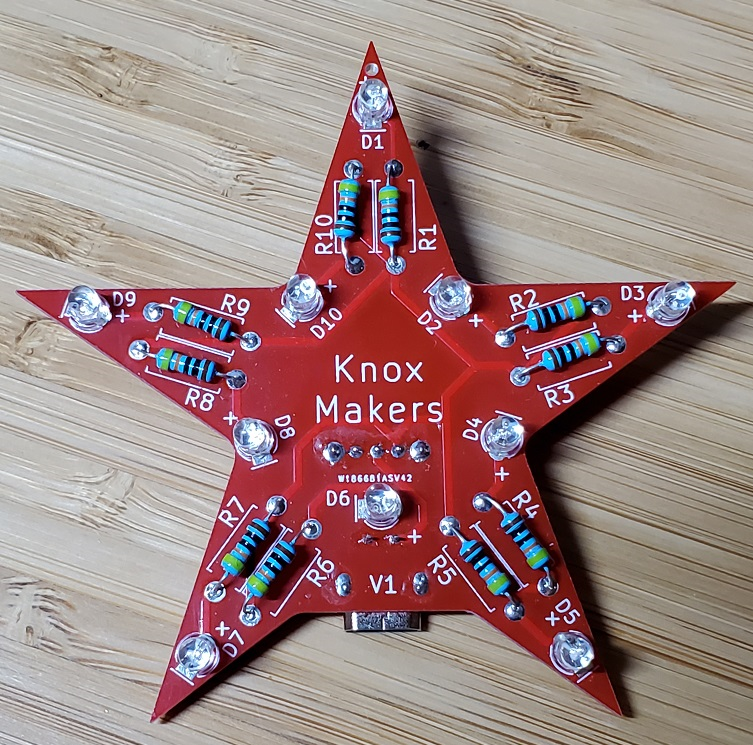 +
D1
R10
R1
D9
+
R9
+
D10
D2
+
R2
D3
+
R8
R3
Knox
Makers
+
D8
D4
+
W18668IASV42
D6
+
R7
R4
R6
R5
V1
+
D7
D5
+